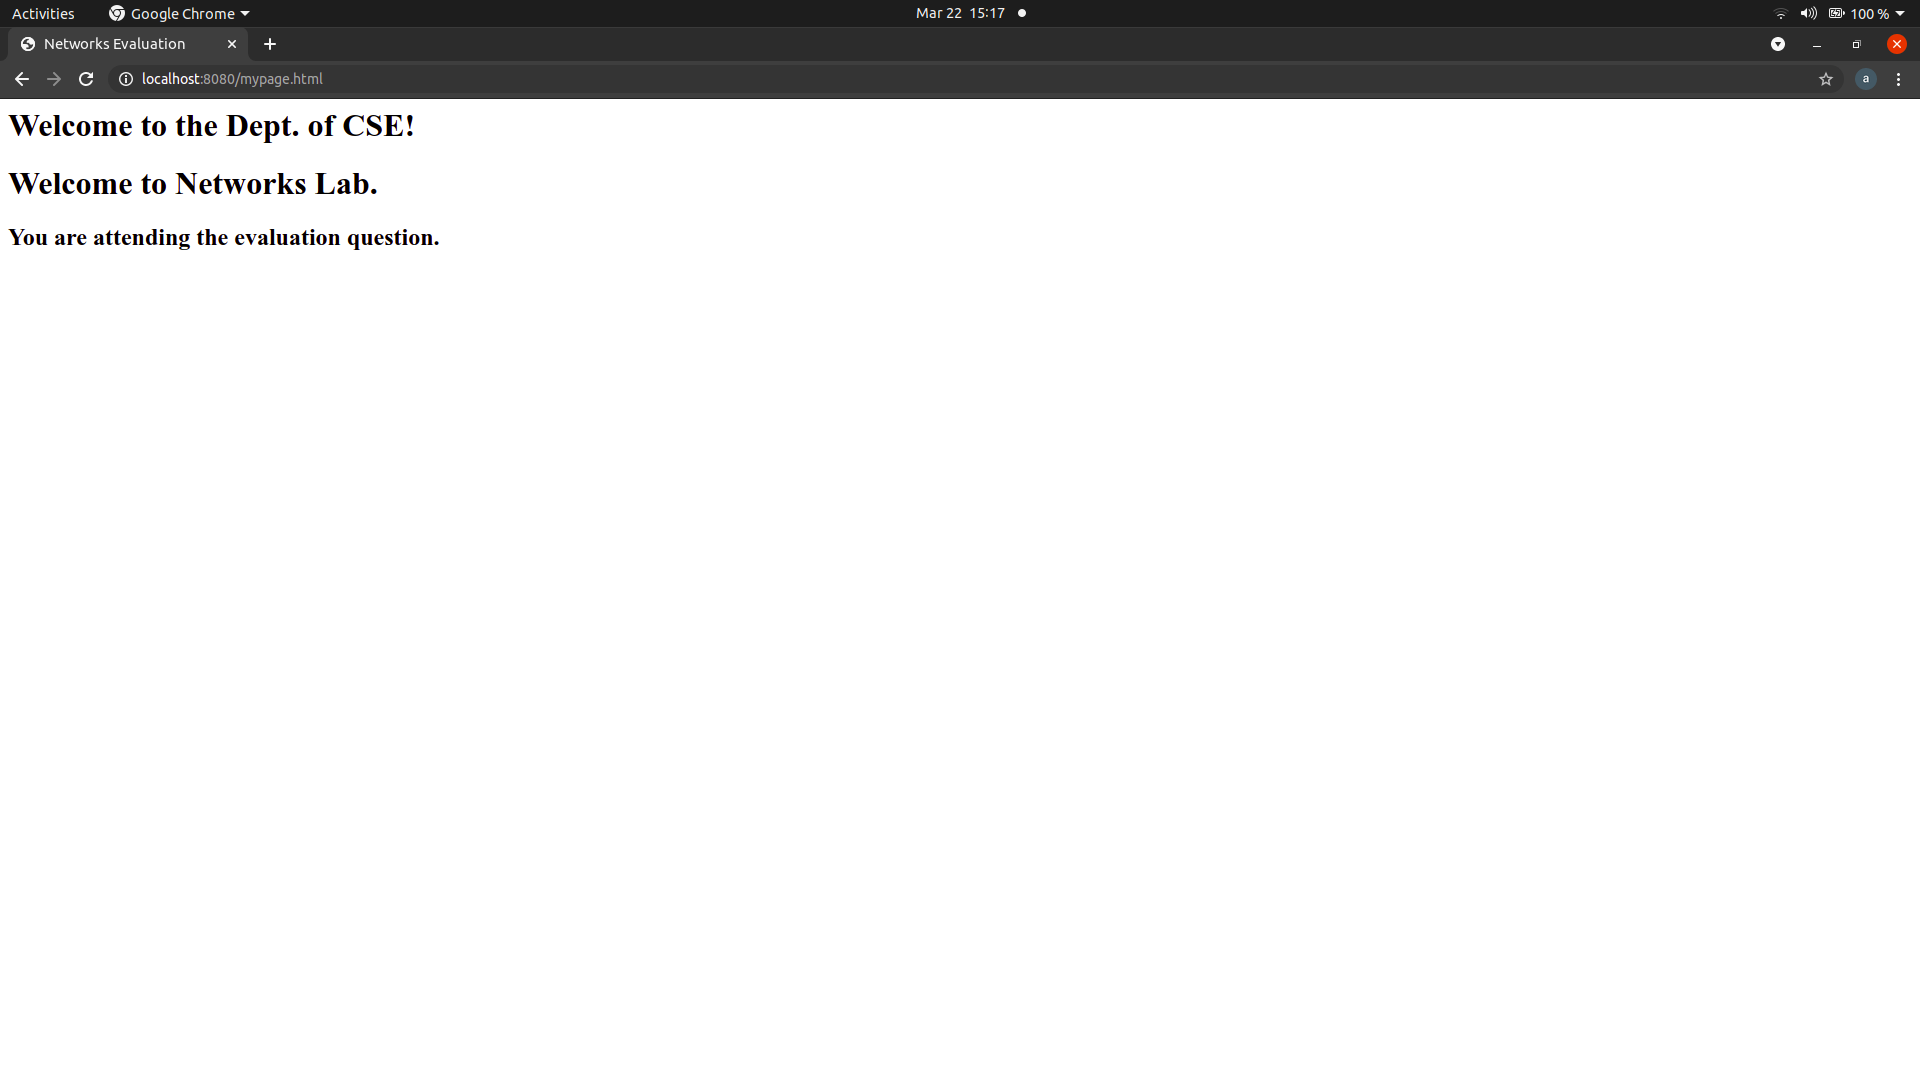 Activities
Google Chrome
Mar 22 15:17
100 %
Networks Evaluation
localhost:8080/mypage.html
a
Welcome to the Dept. of CSE!
Welcome to Networks Lab.
You are attending the evaluation question.